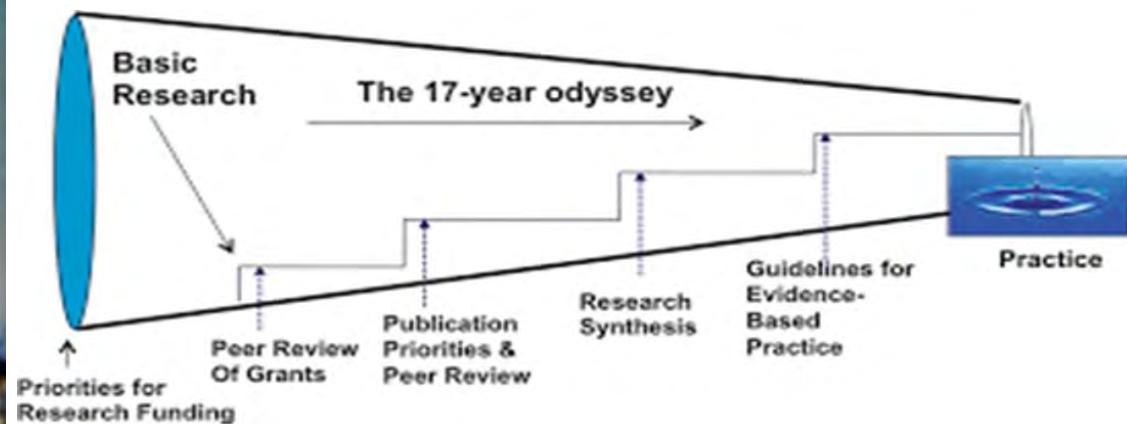 Basic
Research
The 17-year odyssey
Practice
Guidelines for
Evidence-
Based
Practice
Research
Synthesis
Publication
Priorities &
Peer Review
Peer Review
Of Grants
Priorities for
Research Funding